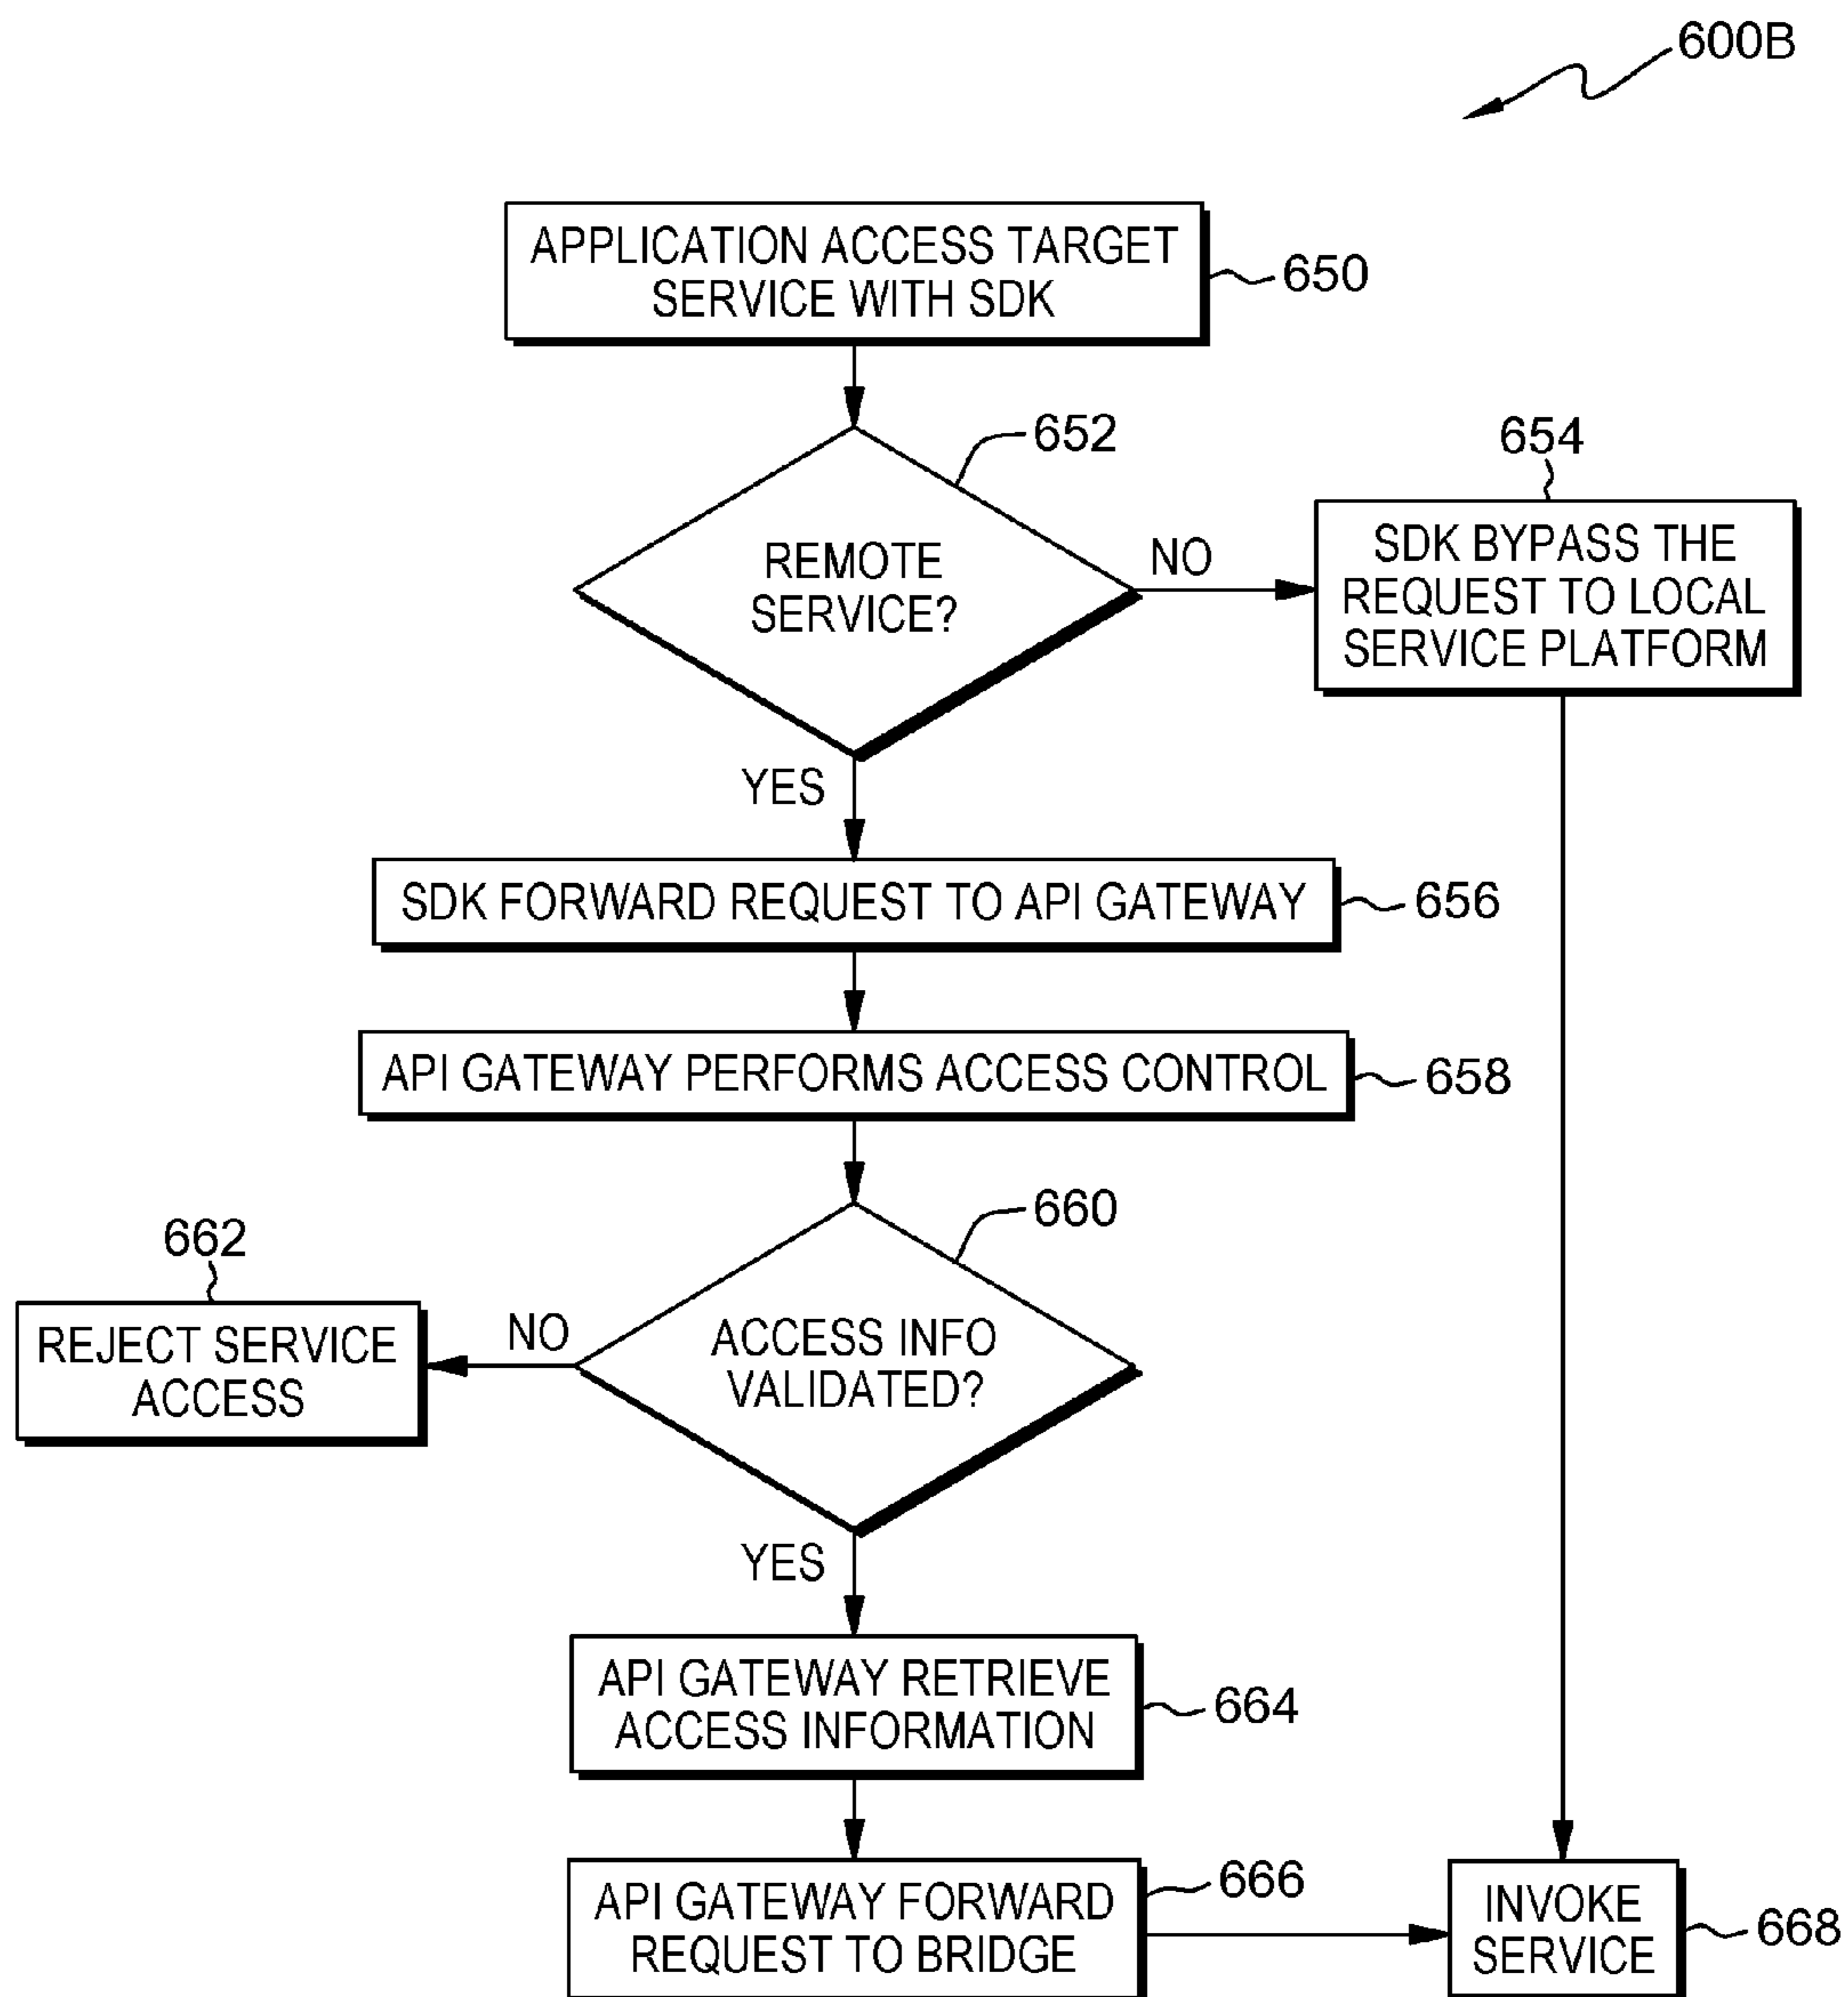 600B
APPLICATION ACCESS TARGET
SERVICE WITH SDK
650
652
REMOTE
SERVICE?
NO
654
SDK BYPASS THE
REQUEST TO LOCAL
SERVICE PLATFORM
YES
SDK FORWARD REQUEST TO API GATEWAY
656
API GATEWAY PERFORMS ACCESS CONTROL
658
660
ACCESS INFO
VALIDATED?
NO
662
REJECT SERVICE
ACCESS
YES
API GATEWAY RETRIEVE
ACCESS INFORMATION
664
API GATEWAY FORWARD
REQUEST TO BRIDGE
666
INVOKE
SERVICE
668